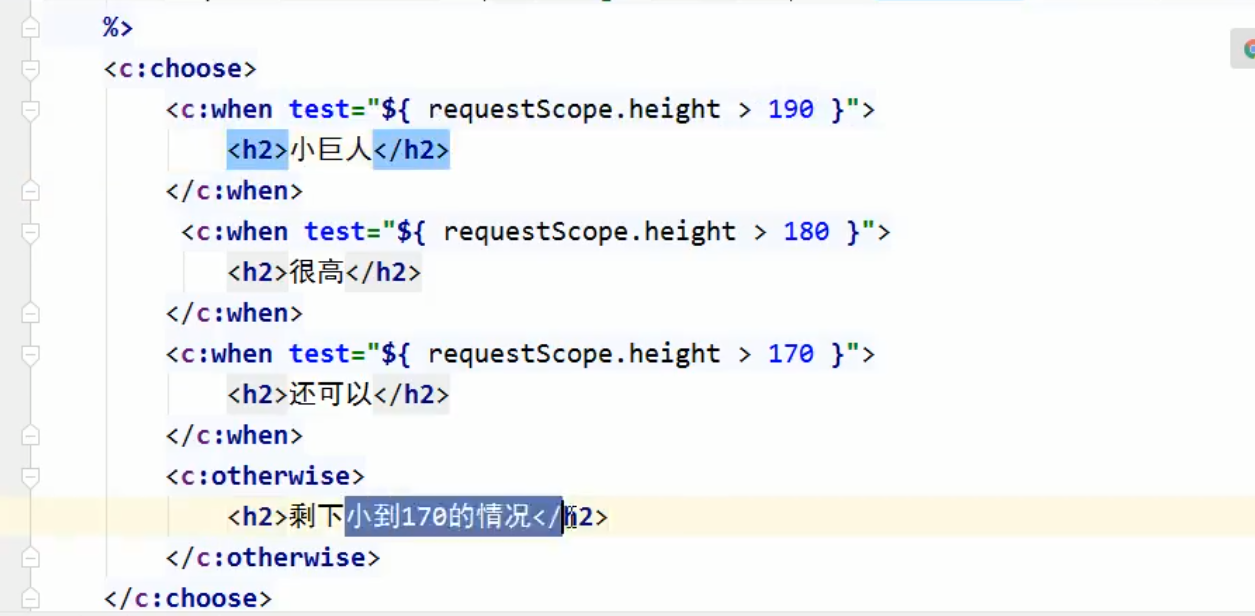 %>
<c:choose>
<c:when test="${ requestScope.height > 190 }">
<h2>小巨人</h2>
</c:when>
<c:when test="${ requestScope.height > 180 }">
<h2>很高</h2>
</c:when>
<c:when test="${ requestScope.height > 170 }">
<h2>还可以</h2>
</c:when>
<c:otherwise>
<h2>剩下小到170的情况</h2>
</c:otherwise>
</c:choose>